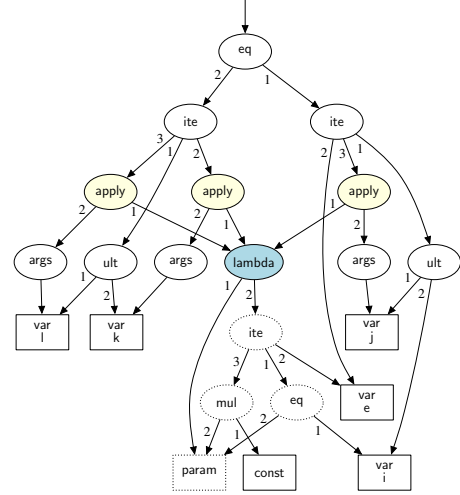 eq
2 1
ite ite
3 1 2 2 3 1
apply apply apply
2 1 2 1 1 2
args ult args lambda args ult
1 2 1 2 1 2
var
l
var
k
var
j
ite
3 1 2
mul eq
var
e
2 1 2 1
param const
var
i